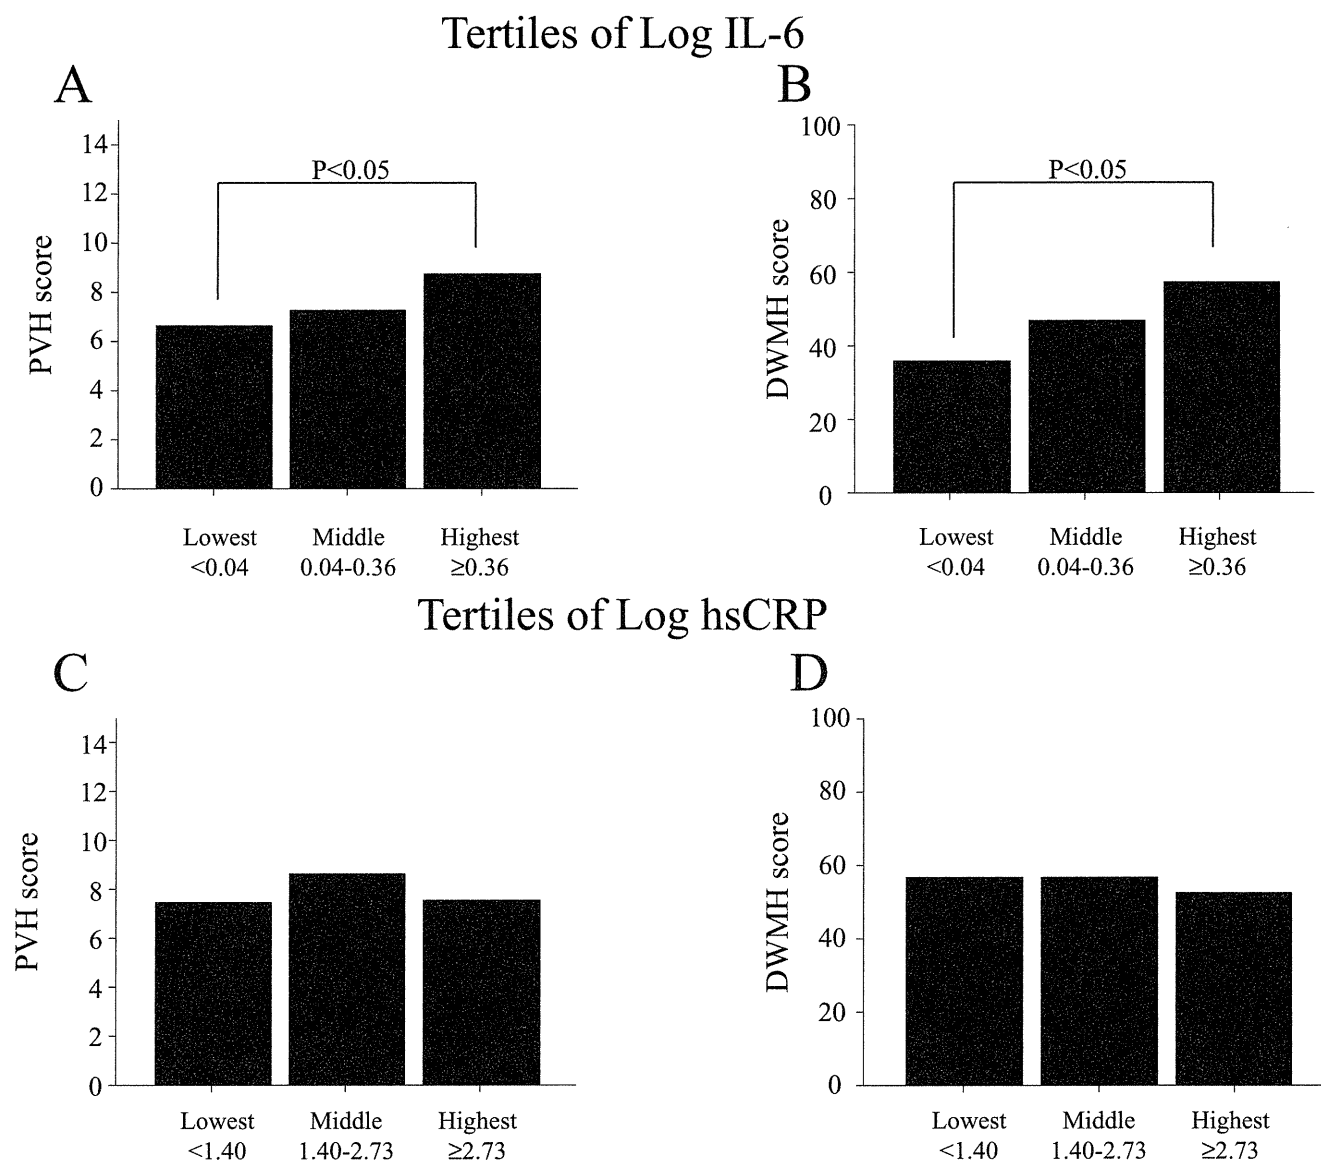 Tertiles of Log IL-6
A
B
14
12
10
8
6
4
2
0
PVH score
P<0.05
Lowest Middle Highest
<0.04 0.04-0.36 ≥0.36
100
80
60
40
20
0
DWMH score
P<0.05
Lowest Middle Highest
<0.04 0.04-0.36 ≥0.36
Tertiles of Log hsCRP
C
D
14
12
10
8
6
4
2
0
PVH score
Lowest Middle Highest
<1.40 1.40-2.73 ≥2.73
100
80
60
40
20
0
DWMH score
Lowest Middle Highest
<1.40 1.40-2.73 ≥2.73